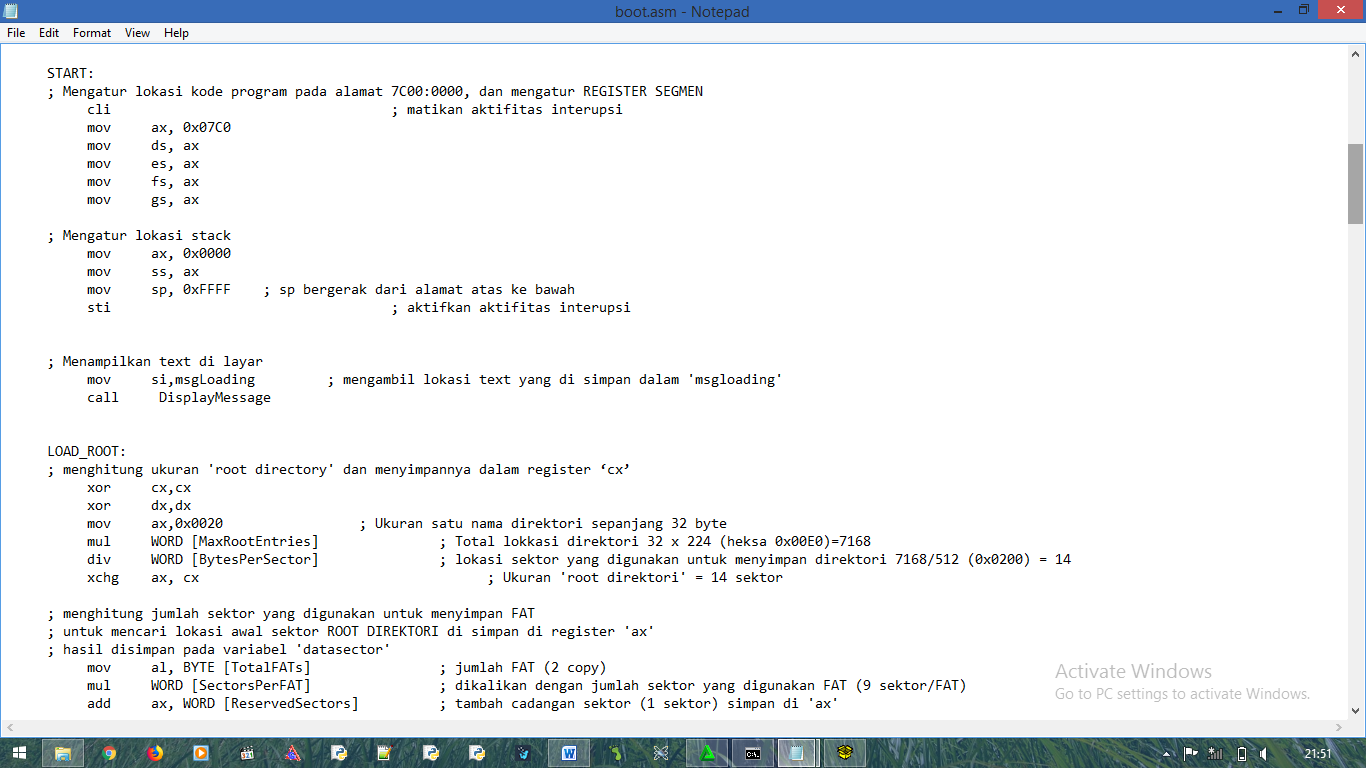 boot.asm - Notepad
File Edit Format View Help
START:
; Mengatur lokasi kode program pada alamat 7C00:0000, dan mengatur REGISTER SEGMEN
cli ; matikan aktifitas interupsi
mov ax, 0x07C0
mov ds, ax
mov es, ax
mov fs, ax
mov gs, ax
; Mengatur lokasi stack
mov ax, 0x0000
mov ss, ax
mov sp, 0xFFFF ; sp bergerak dari alamat atas ke bawah
sti ; aktifkan aktifitas interupsi
; Menampilkan text di layar
mov si,msgLoading ; mengambil lokasi text yang di simpan dalam 'msgloading'
call DisplayMessage
LOAD_ROOT:
; menghitung ukuran 'root directory' dan menyimpannya dalam register ‘cx’
xor cx,cx
xor dx,dx
mov ax,0x0020 ; Ukuran satu nama direktori sepanjang 32 byte
mul WORD [MaxRootEntries] ; Total lokkasi direktori 32 x 224 (heksa 0x00E0)=7168
div WORD [BytesPerSector] ; lokasi sektor yang digunakan untuk menyimpan direktori 7168/512 (0x0200) = 14
xchg ax, cx ; Ukuran 'root direktori' = 14 sektor
; menghitung jumlah sektor yang digunakan untuk menyimpan FAT
; untuk mencari lokasi awal sektor ROOT DIREKTORI di simpan di register 'ax'
; hasil disimpan pada variabel 'datasector'
mov al, BYTE [TotalFATs] ; jumlah FAT (2 copy)
mul WORD [SectorsPerFAT] ; dikalikan dengan jumlah sektor yang digunakan FAT (9 sektor/FAT)
add ax, WORD [ReservedSectors] ; tambah cadangan sektor (1 sektor) simpan di 'ax'
Activate Windows
Go to PC settings to activate Windows.
21:51